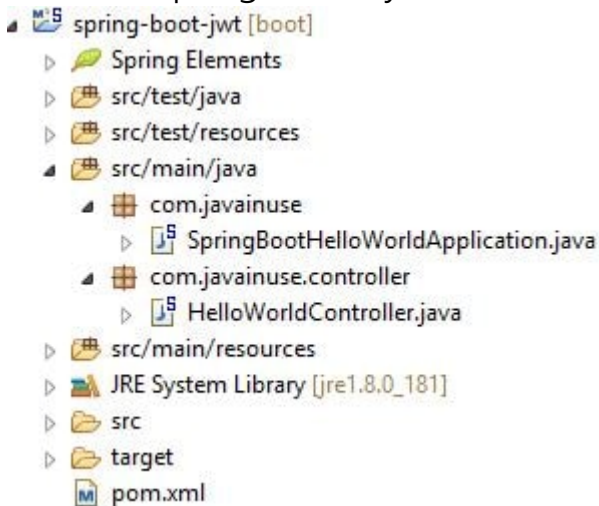 spring-boot-jwt [boot]
Spring Elements
src/test/java
src/test/resources
src/main/java
com.javainuse
SpringBootHelloWorldApplication.java
com.javainuse.controller
HelloWorldController.java
src/main/resources
JRE System Library [jre1.8.0_181]
src
target
pom.xml